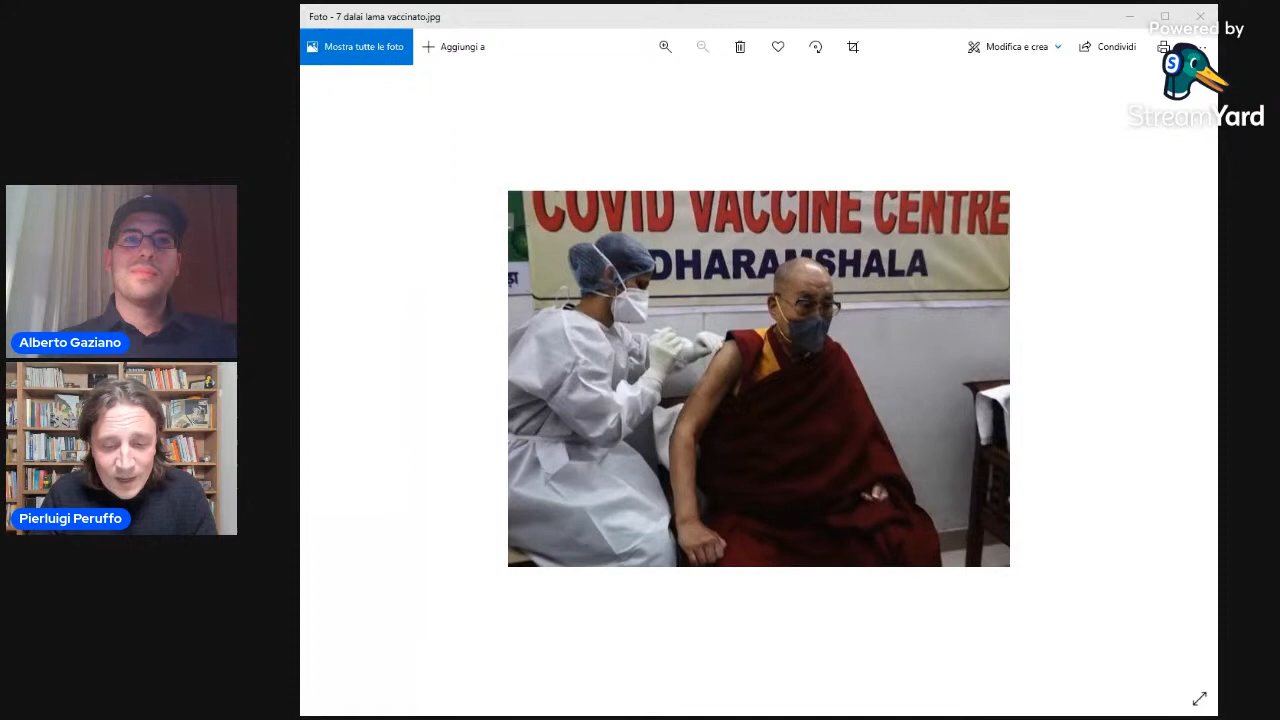 Foto - 7 dalai lama vaccinato.jpg
Mostra tutte le foto
Aggiungi a
Modifica e crea
Condividi
Powered by
S
StreamYard
COVID VACCINE CENTRE
DHARAMSHALA
Alberto Gaziano
Pierluigi Peruffo